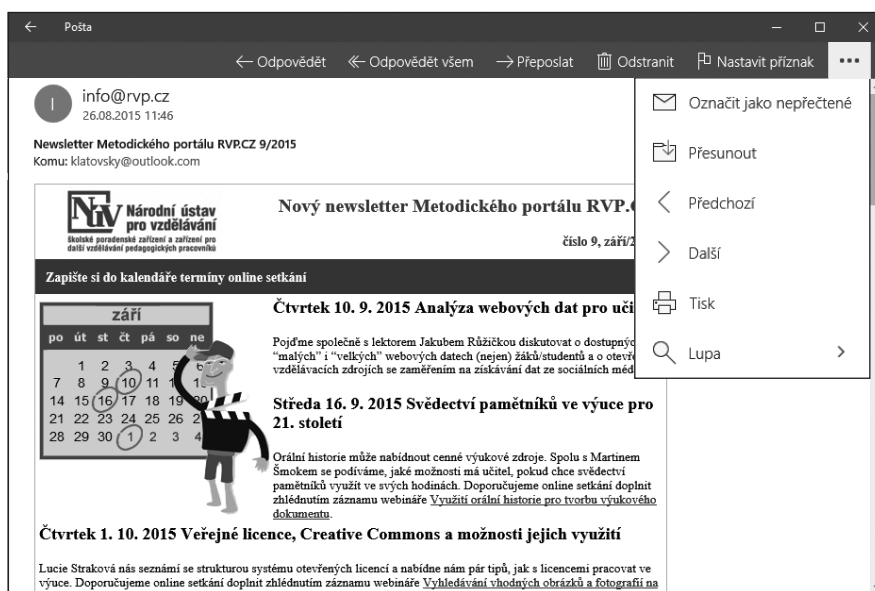 Pošta
Odpovědět
Odpovědět všem
Přeposlat
Odstranit
Nastavit příznak
I
info@rvp.cz
26.08.2015 11:46
Newsletter Metodického portálu RVP.CZ 9/2015
Komu: klatovsky@outlook.com
Označit jako nepřečtené
Přesunout
Předchozí
Další
Tisk
Lupa
NÚV Národní ústav
pro vzdělávání
školské poradenské zařízení a zařízení pro
další vzdělávání pedagogických pracovníků
Nový newsletter Metodického portálu RVP.
číslo 9, září/2
Zapište si do kalendáře termíny online setkání
září
po út st čt pá so ne
1 2 3 4 5 6
7 8 9 10 11 1
14 15 16 17 18 19 20
21 22 23 24 25 26 2
28 29 30 1 2 3 4
Čtvrtek 10. 9. 2015 Analýza webových dat pro uči
Pojďme společně s lektorem Jakubem Růžičkou diskutovat o dostupnýc
“malých” i “velkých” webových datech (nejen) žáků/studentů a o otevře
vzdělávacích zdrojích se zaměřením na získávání dat ze sociálních méd
Středa 16. 9. 2015 Svědectví pamětníků ve výuce pro
21. století
Orální historie může nabídnout cenné výukové zdroje. Spolu s Martinem
Šmokem se podíváme, jaké možnosti má učitel, pokud chce svědectví
pamětníků využít ve svých hodinách. Doporučujeme online setkání doplnit
zhlédnutím záznamu webináře Využití orální historie pro tvorbu výukového
dokumentu.
Čtvrtek 1. 10. 2015 Veřejné licence, Creative Commons a možnosti jejich využití
Lucie Straková nás seznámí se strukturou systému otevřených licencí a nabídne nám pár tipů, jak s licencemi pracovat ve
výuce. Doporučujeme online setkání doplnit zhlédnutím záznamu webináře Vyhledávání vhodných obrázků a fotografií na